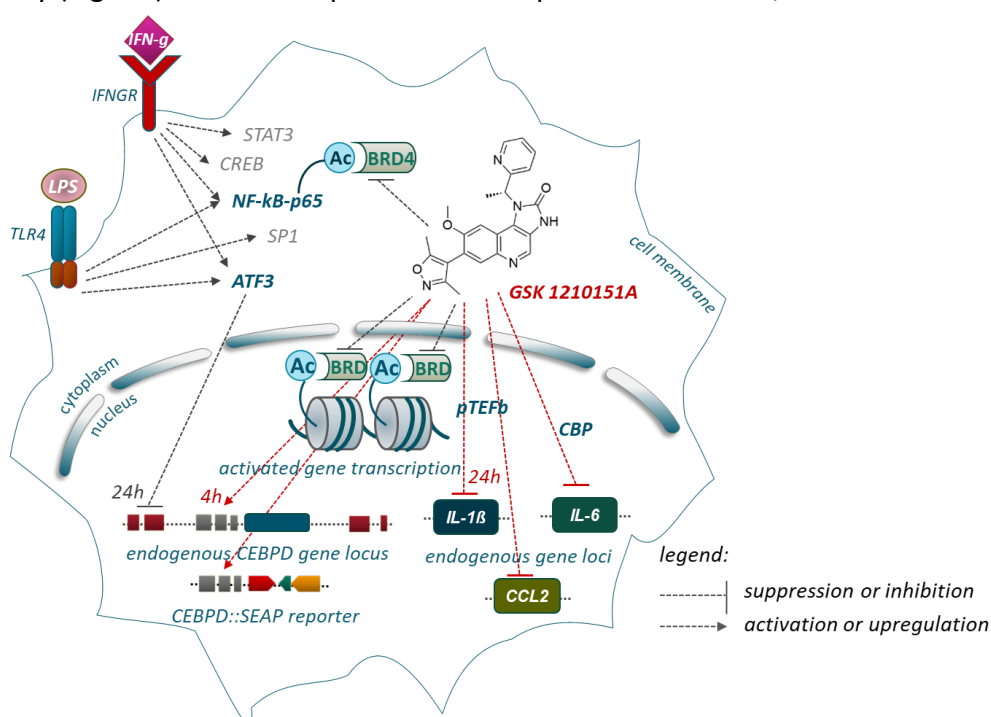 IFN-g
IFNGR
STAT3
CREB
Ac
BRD4
NF-kB-p65
LPS
TLR4
SP1
ATF3
N
O
N
NH
O
N
O
N
GSK 1210151A
cell membrane
cytoplasm
nucleus
Ac
BRD
Ac
BRD
pTEFb
CBP
activated gene transcription
24h
4h
24h
IL-1ß
IL-6
endogenous CEBPD gene locus
endogenous gene loci
CCL2
CEBPD::SEAP reporter
legend:
suppression or inhibition
activation or upregulation